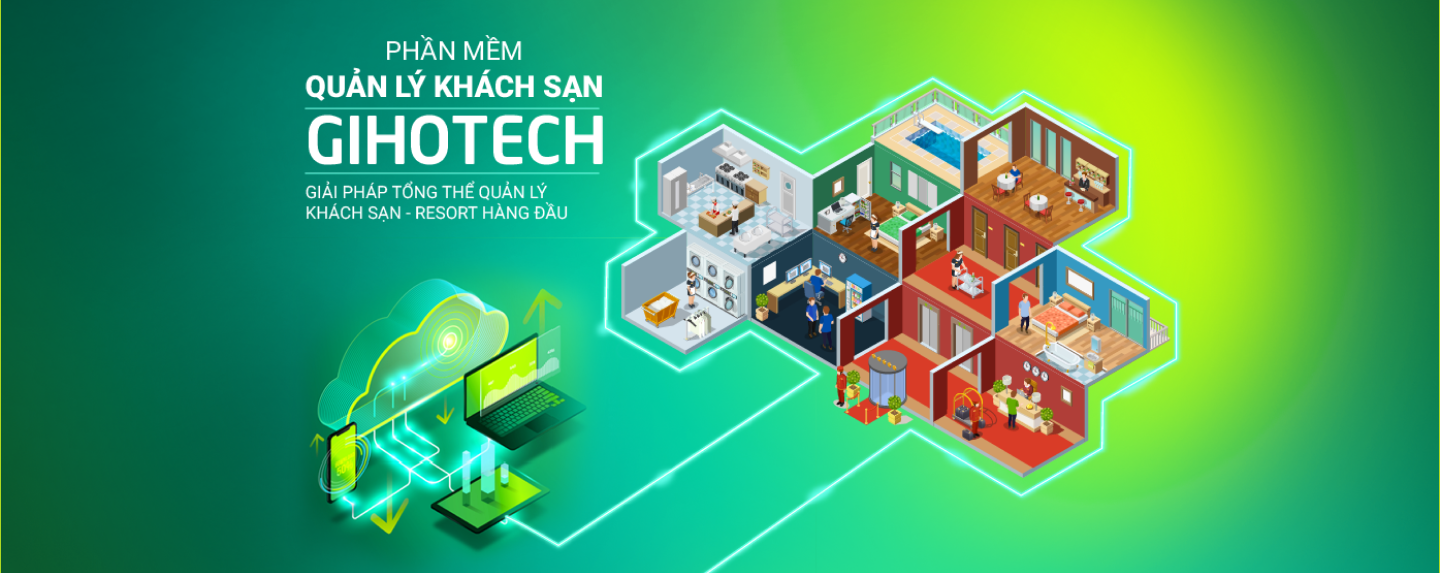 PHẦN MỀM
QUẢN LÝ KHÁCH SẠN
GIHOTECH
GIẢI PHÁP TỔNG THỂ QUẢN LÝ
KHÁCH SẠN - RESORT HÀNG ĐẦU